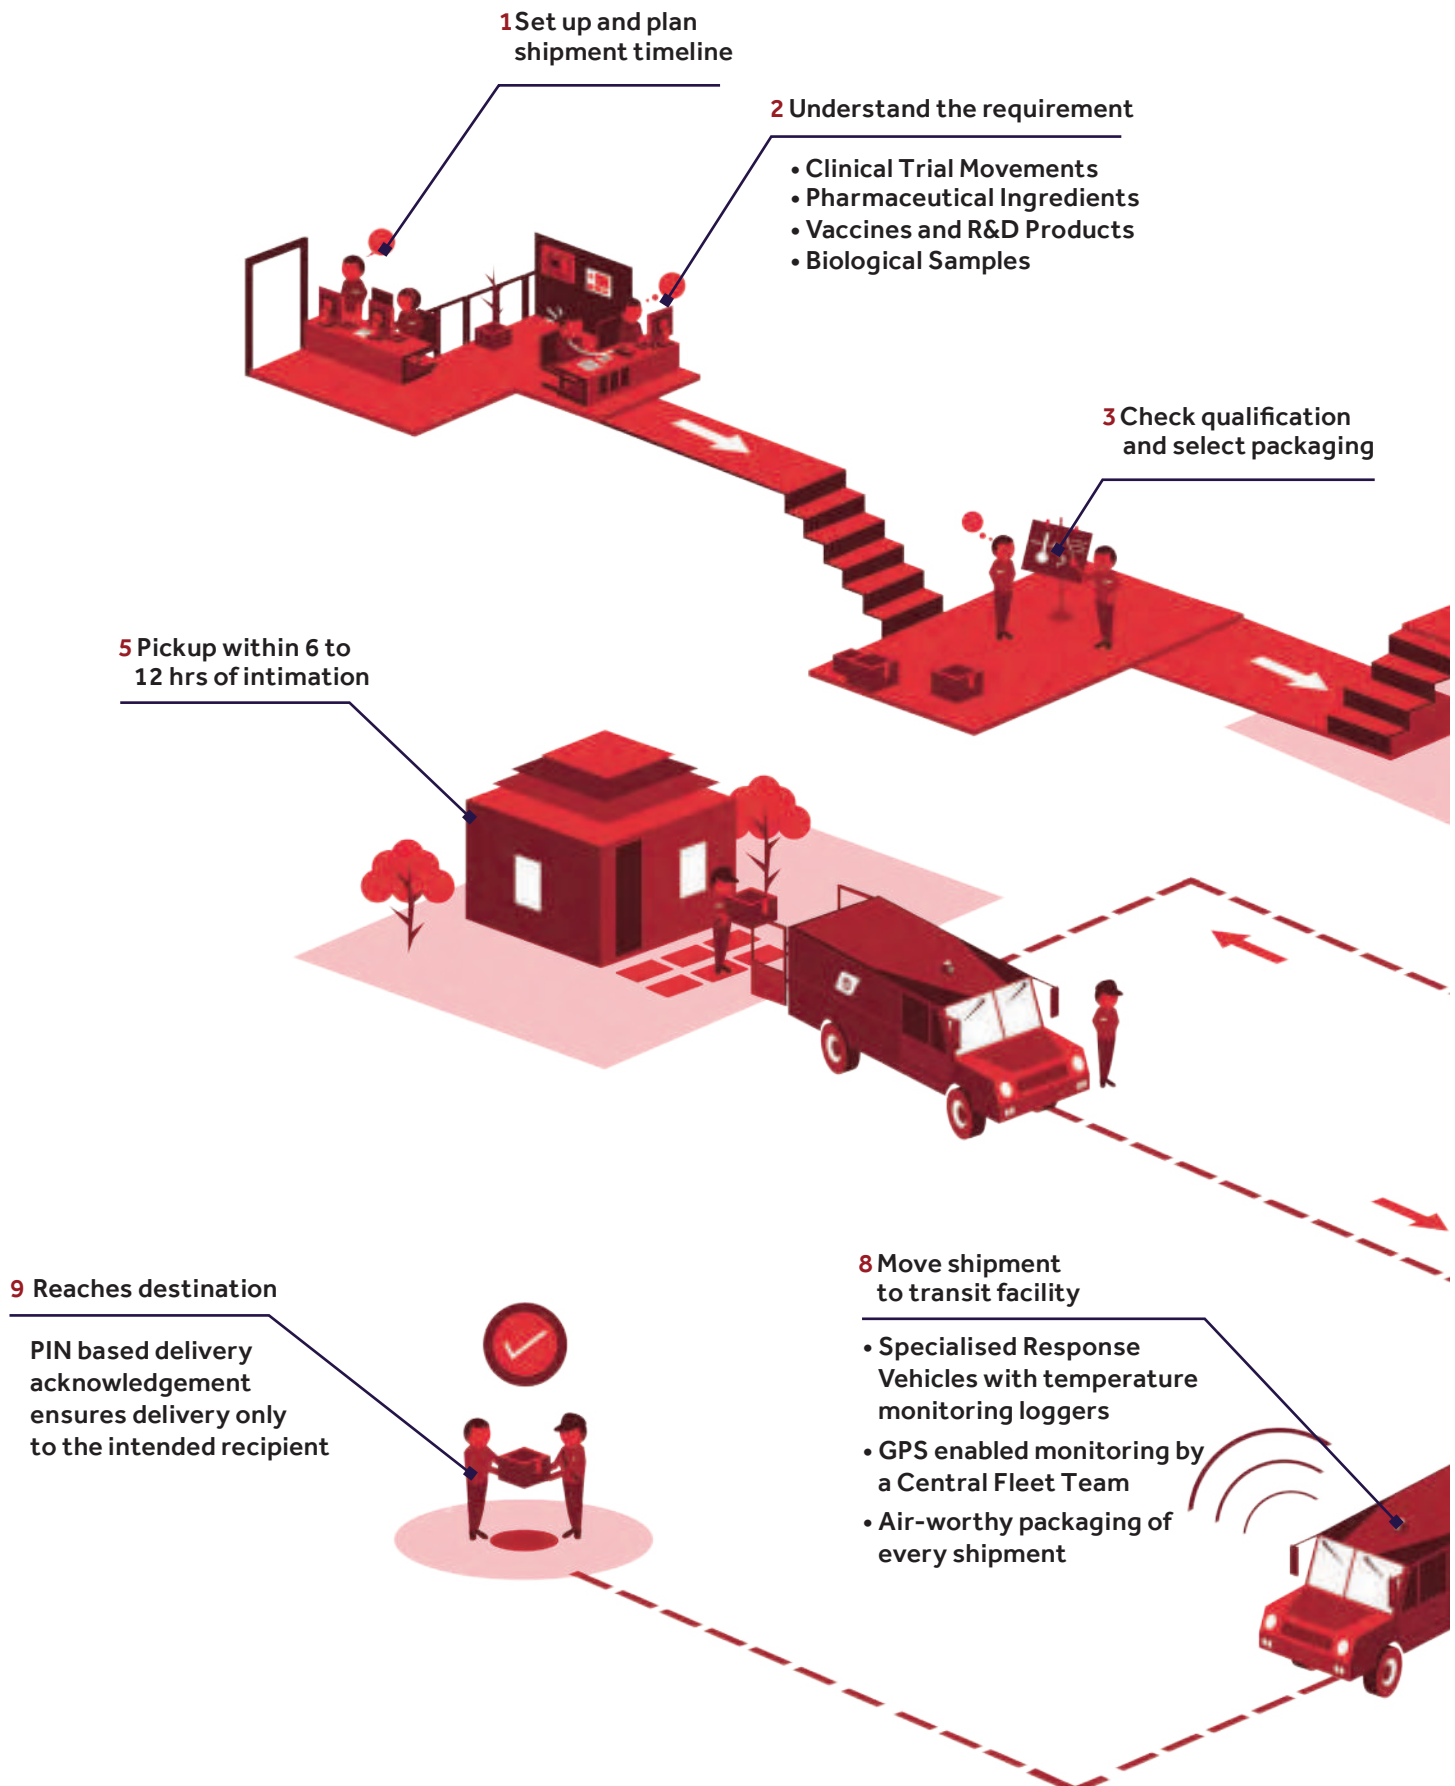 1 Set up and plan
shipment timeline
2 Understand the requirement
• Clinical Trial Movements
• Pharmaceutical Ingredients
• Vaccines and R&D Products
• Biological Samples
3 Check qualification
and select packaging
5 Pickup within 6 to
12 hrs of intimation
9 Reaches destination
PIN based delivery
acknowledgement
ensures delivery only
to the intended recipient
8 Move shipment
to transit facility
• Specialised Response
Vehicles with temperature
monitoring loggers
• GPS enabled monitoring by
a Central Fleet Team
• Air-worthy packaging of
every shipment